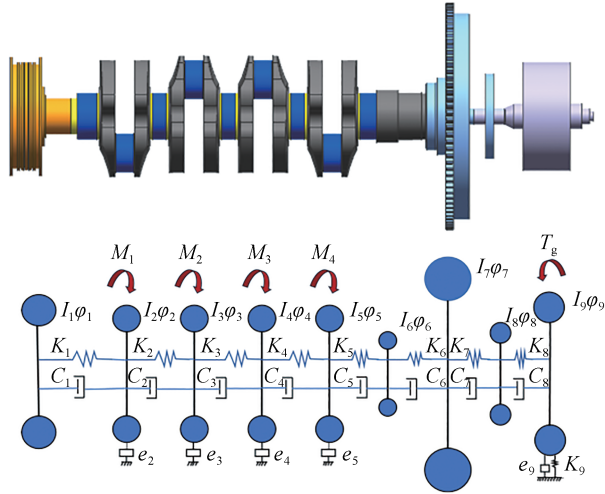 M₁ M₂ M₃ M₄ T_g
I₇φ₇
I₁φ₁ I₂φ₂ I₃φ₃ I₄φ₄ I₅φ₅ I₆φ₆ I₈φ₈ I₉φ₉
K₁ K₂ K₃ K₄ K₅ K₆ K₇ K₈
C₁ C₂ C₃ C₄ C₅ C₆ C₇ C₈
e₂ e₃ e₄ e₅ e₉ K₉